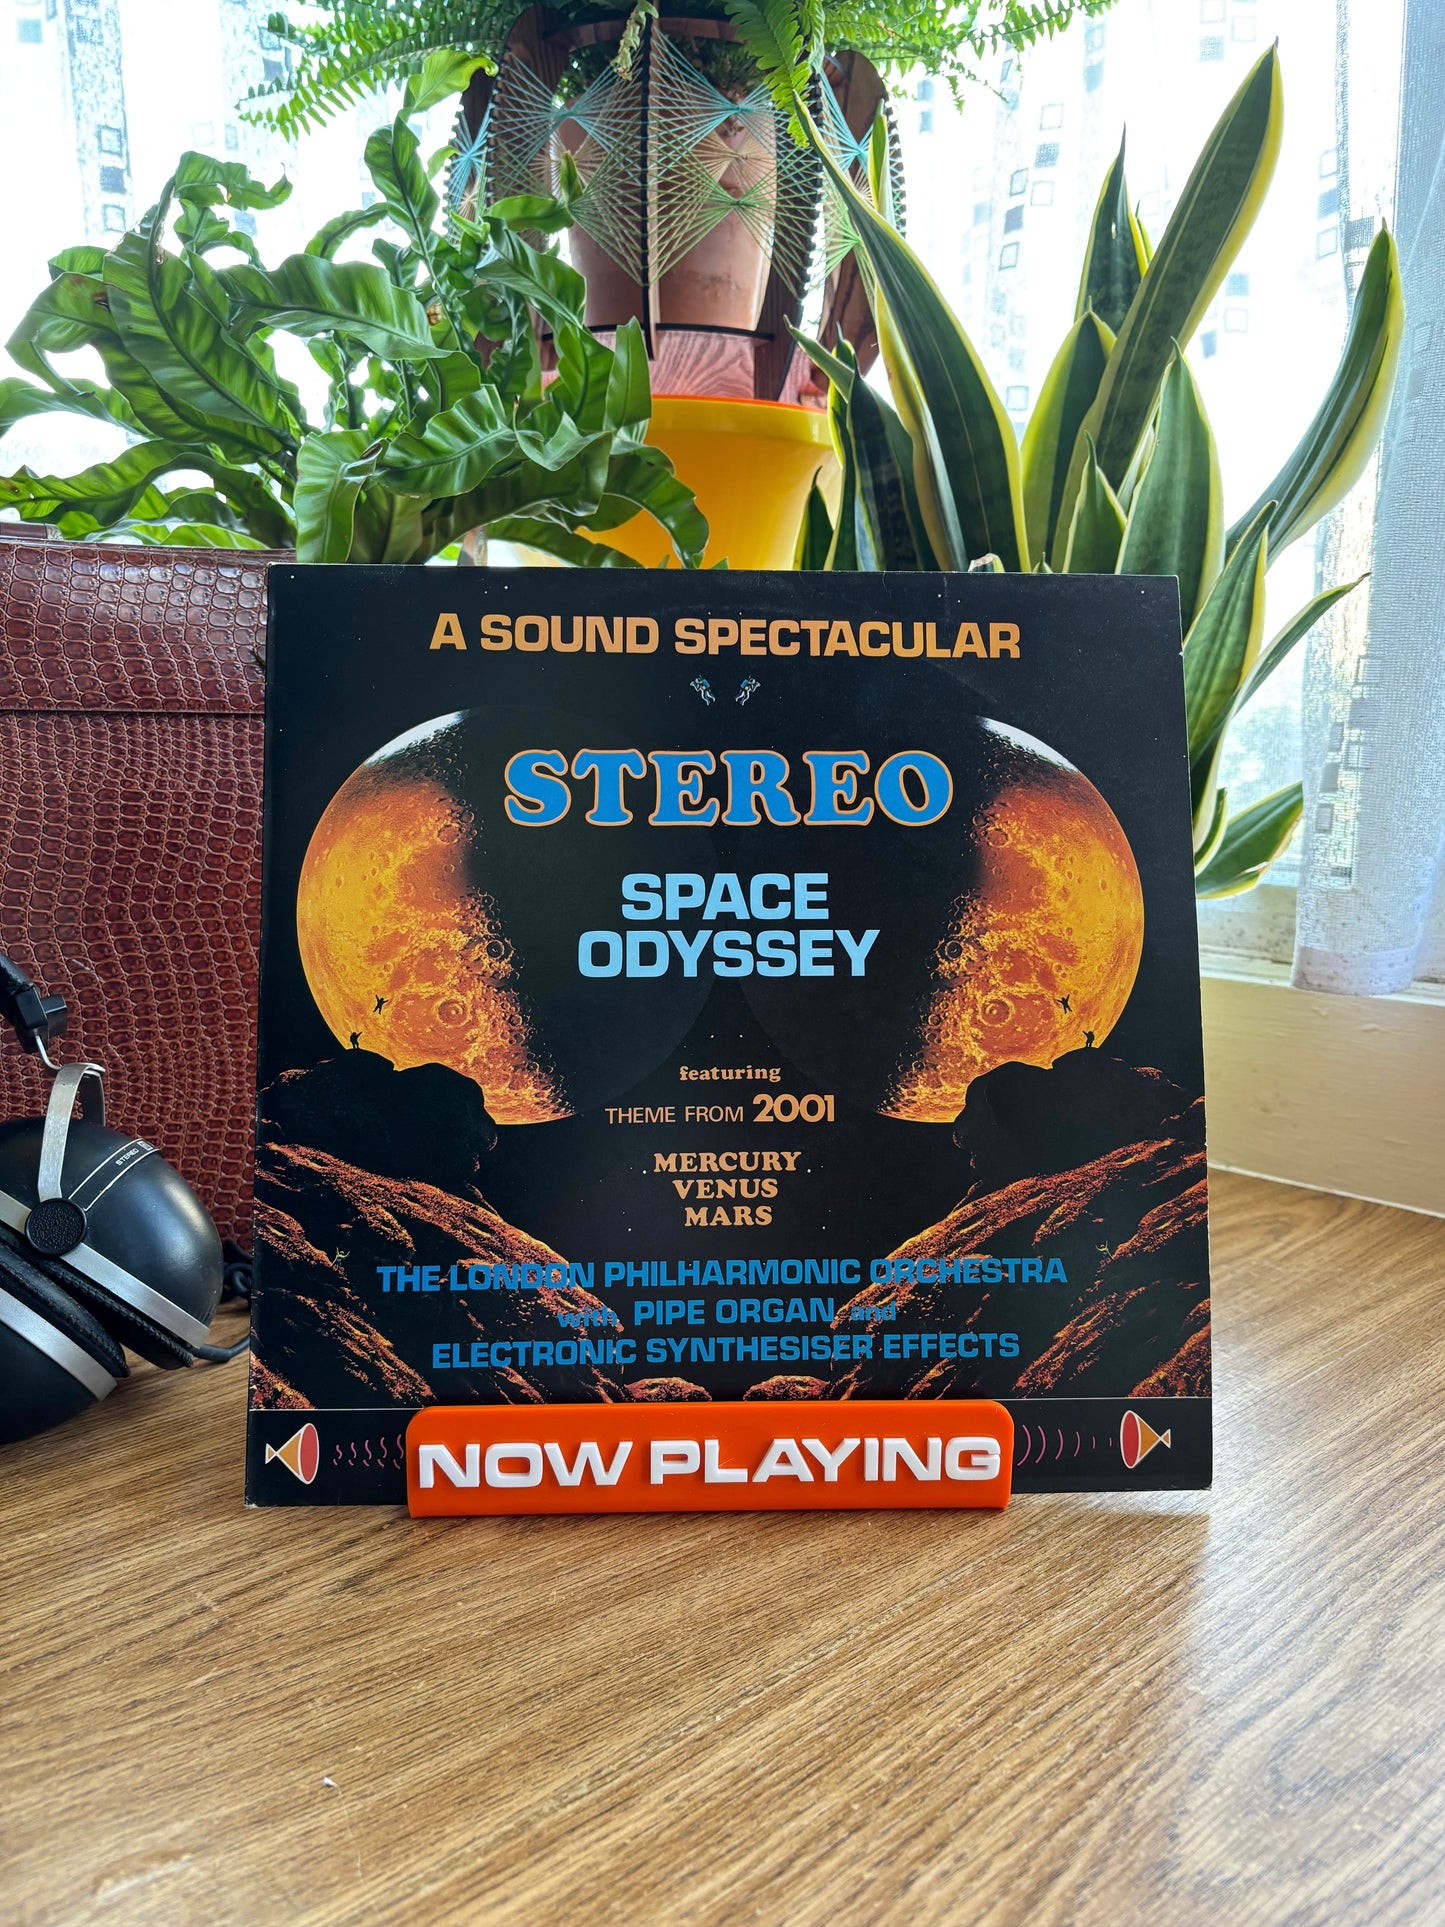 A SOUND SPECTACULAR
STEREO
SPACE
ODYSSEY
featuring
THEME FROM 2001
MERCURY
VENUS
MARS
THE LONDON PHILHARMONIC ORCHESTRA
with PIPE ORGAN and
ELECTRONIC SYNTHESISER EFFECTS
NOW PLAYING
STEREO